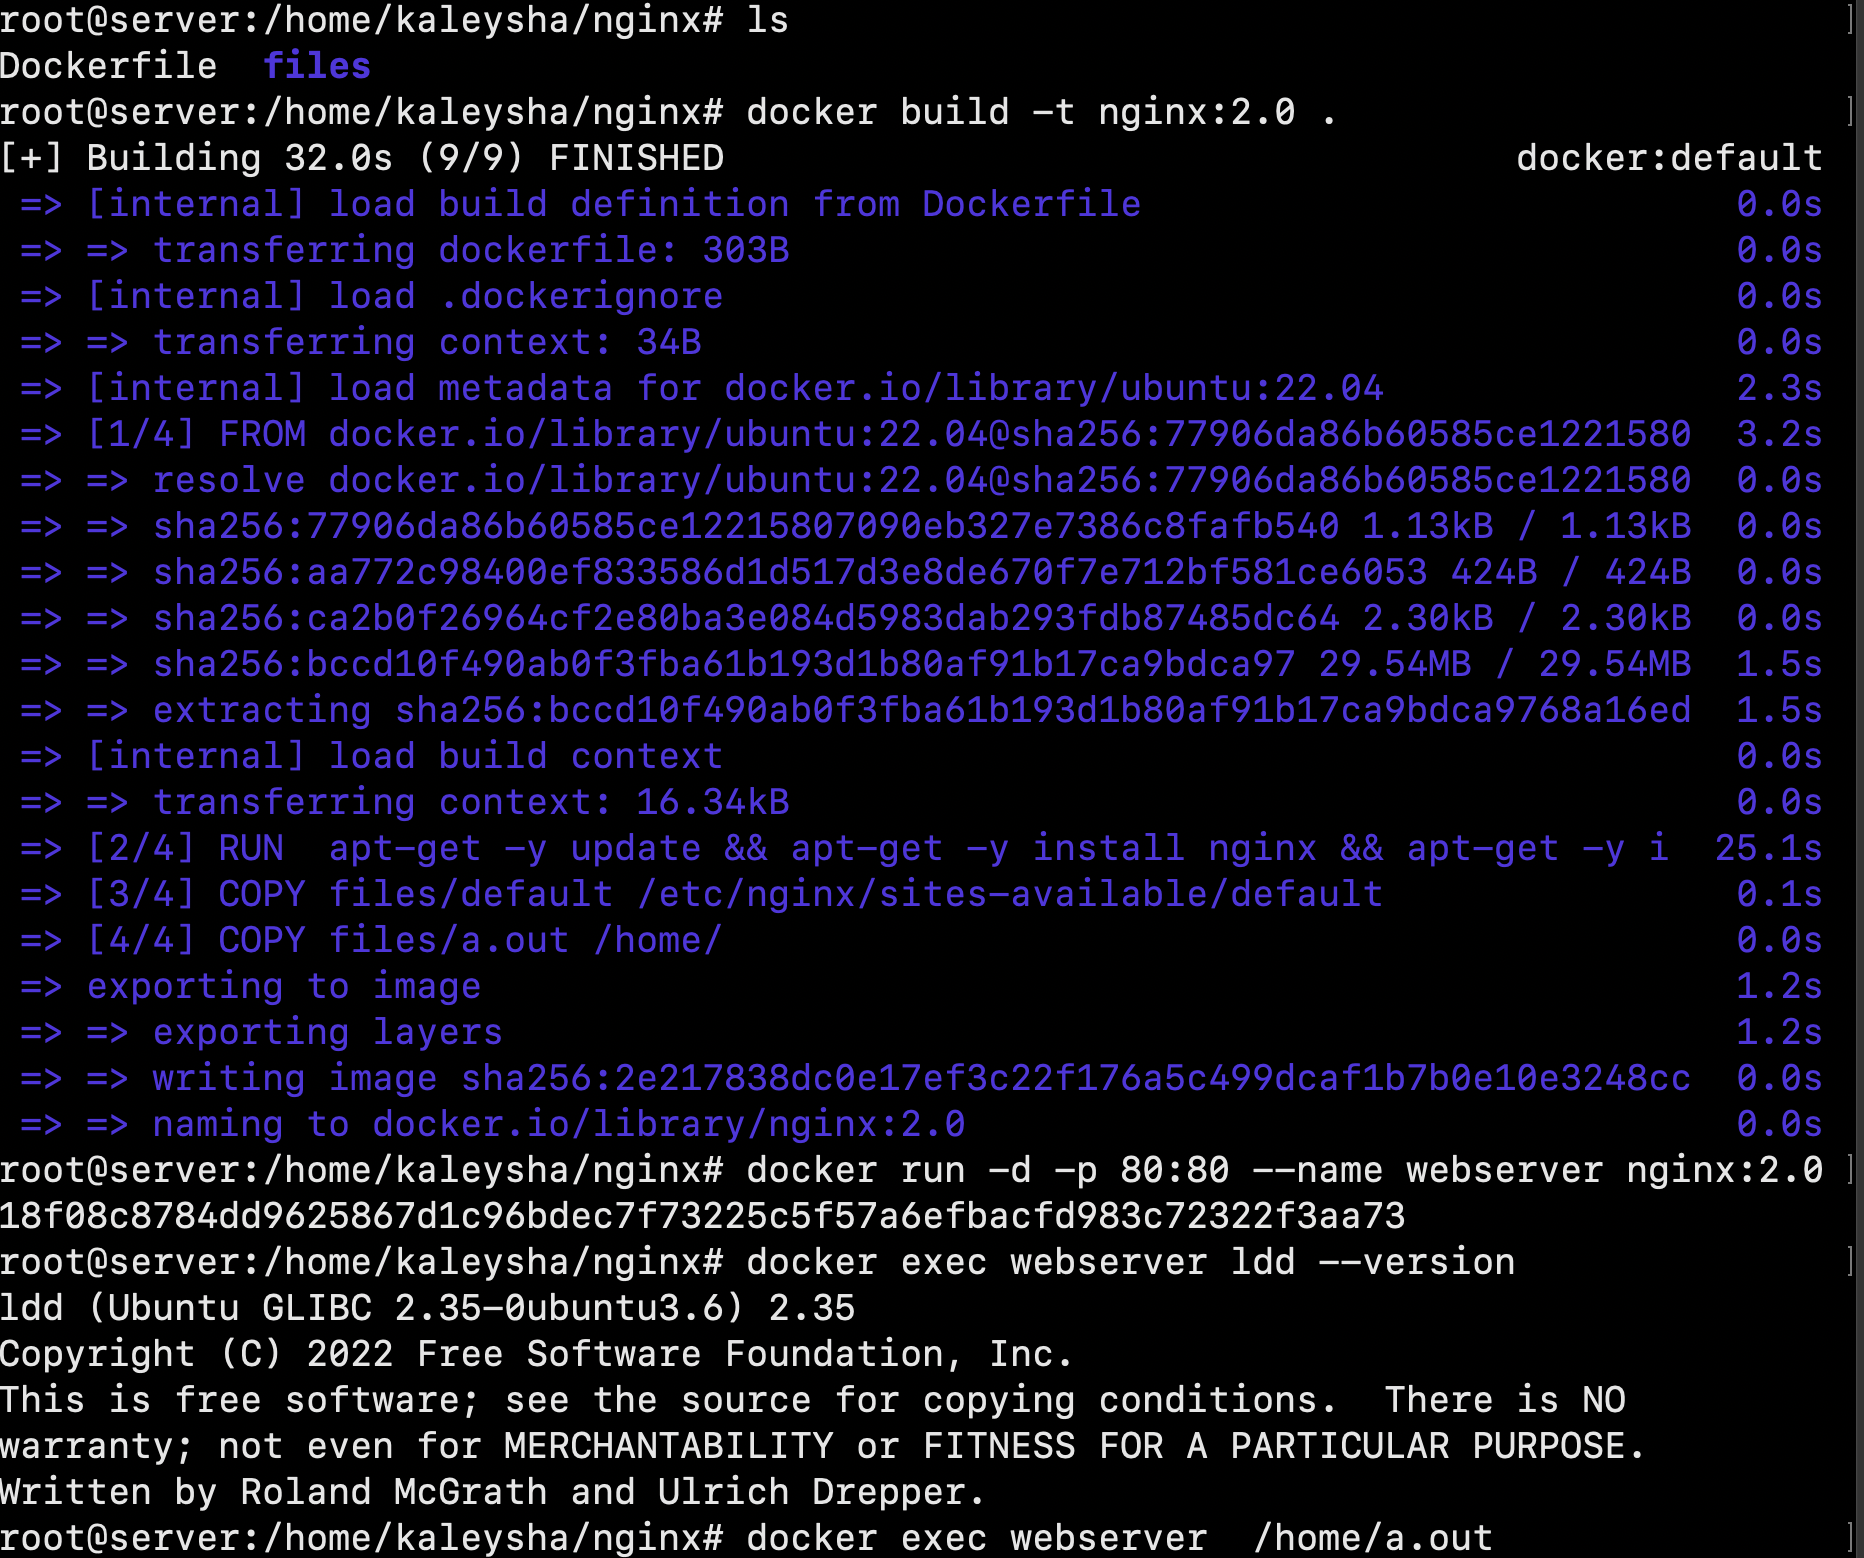 root@server:/home/kaleysha/nginx# ls
Dockerfile  files
root@server:/home/kaleysha/nginx# docker build -t nginx:2.0 .
[+] Building 32.0s (9/9) FINISHED docker:default
=> [internal] load build definition from Dockerfile 0.0s
=> => transferring dockerfile: 303B 0.0s
=> [internal] load .dockerignore 0.0s
=> => transferring context: 34B 0.0s
=> [internal] load metadata for docker.io/library/ubuntu:22.04 2.3s
=> [1/4] FROM docker.io/library/ubuntu:22.04@sha256:77906da86b60585ce1221580 3.2s
=> => resolve docker.io/library/ubuntu:22.04@sha256:77906da86b60585ce1221580 0.0s
=> => sha256:77906da86b60585ce12215807090eb327e7386c8fafb540 1.13kB / 1.13kB 0.0s
=> => sha256:aa772c98400ef833586d1d517d3e8de670f7e712bf581ce6053 424B / 424B 0.0s
=> => sha256:ca2b0f26964cf2e80ba3e084d5983dab293fdb87485dc64 2.30kB / 2.30kB 0.0s
=> => sha256:bccd10f490ab0f3fba61b193d1b80af91b17ca9bdca97 29.54MB / 29.54MB 1.5s
=> => extracting sha256:bccd10f490ab0f3fba61b193d1b80af91b17ca9bdca9768a16ed 1.5s
=> [internal] load build context 0.0s
=> => transferring context: 16.34kB 0.0s
=> [2/4] RUN  apt-get -y update && apt-get -y install nginx && apt-get -y i 25.1s
=> [3/4] COPY files/default /etc/nginx/sites-available/default 0.1s
=> [4/4] COPY files/a.out /home/ 0.0s
=> exporting to image 1.2s
=> => exporting layers 1.2s
=> => writing image sha256:2e217838dc0e17ef3c22f176a5c499dcaf1b7b0e10e3248cc 0.0s
=> => naming to docker.io/library/nginx:2.0 0.0s
root@server:/home/kaleysha/nginx# docker run -d -p 80:80 --name webserver nginx:2.0
18f08c8784dd9625867d1c96bdec7f73225c5f57a6efbacfd983c72322f3aa73
root@server:/home/kaleysha/nginx# docker exec webserver ldd --version
ldd (Ubuntu GLIBC 2.35-0ubuntu3.6) 2.35
Copyright (C) 2022 Free Software Foundation, Inc.
This is free software; see the source for copying conditions.  There is NO
warranty; not even for MERCHANTABILITY or FITNESS FOR A PARTICULAR PURPOSE.
Written by Roland McGrath and Ulrich Drepper.
root@server:/home/kaleysha/nginx# docker exec webserver  /home/a.out